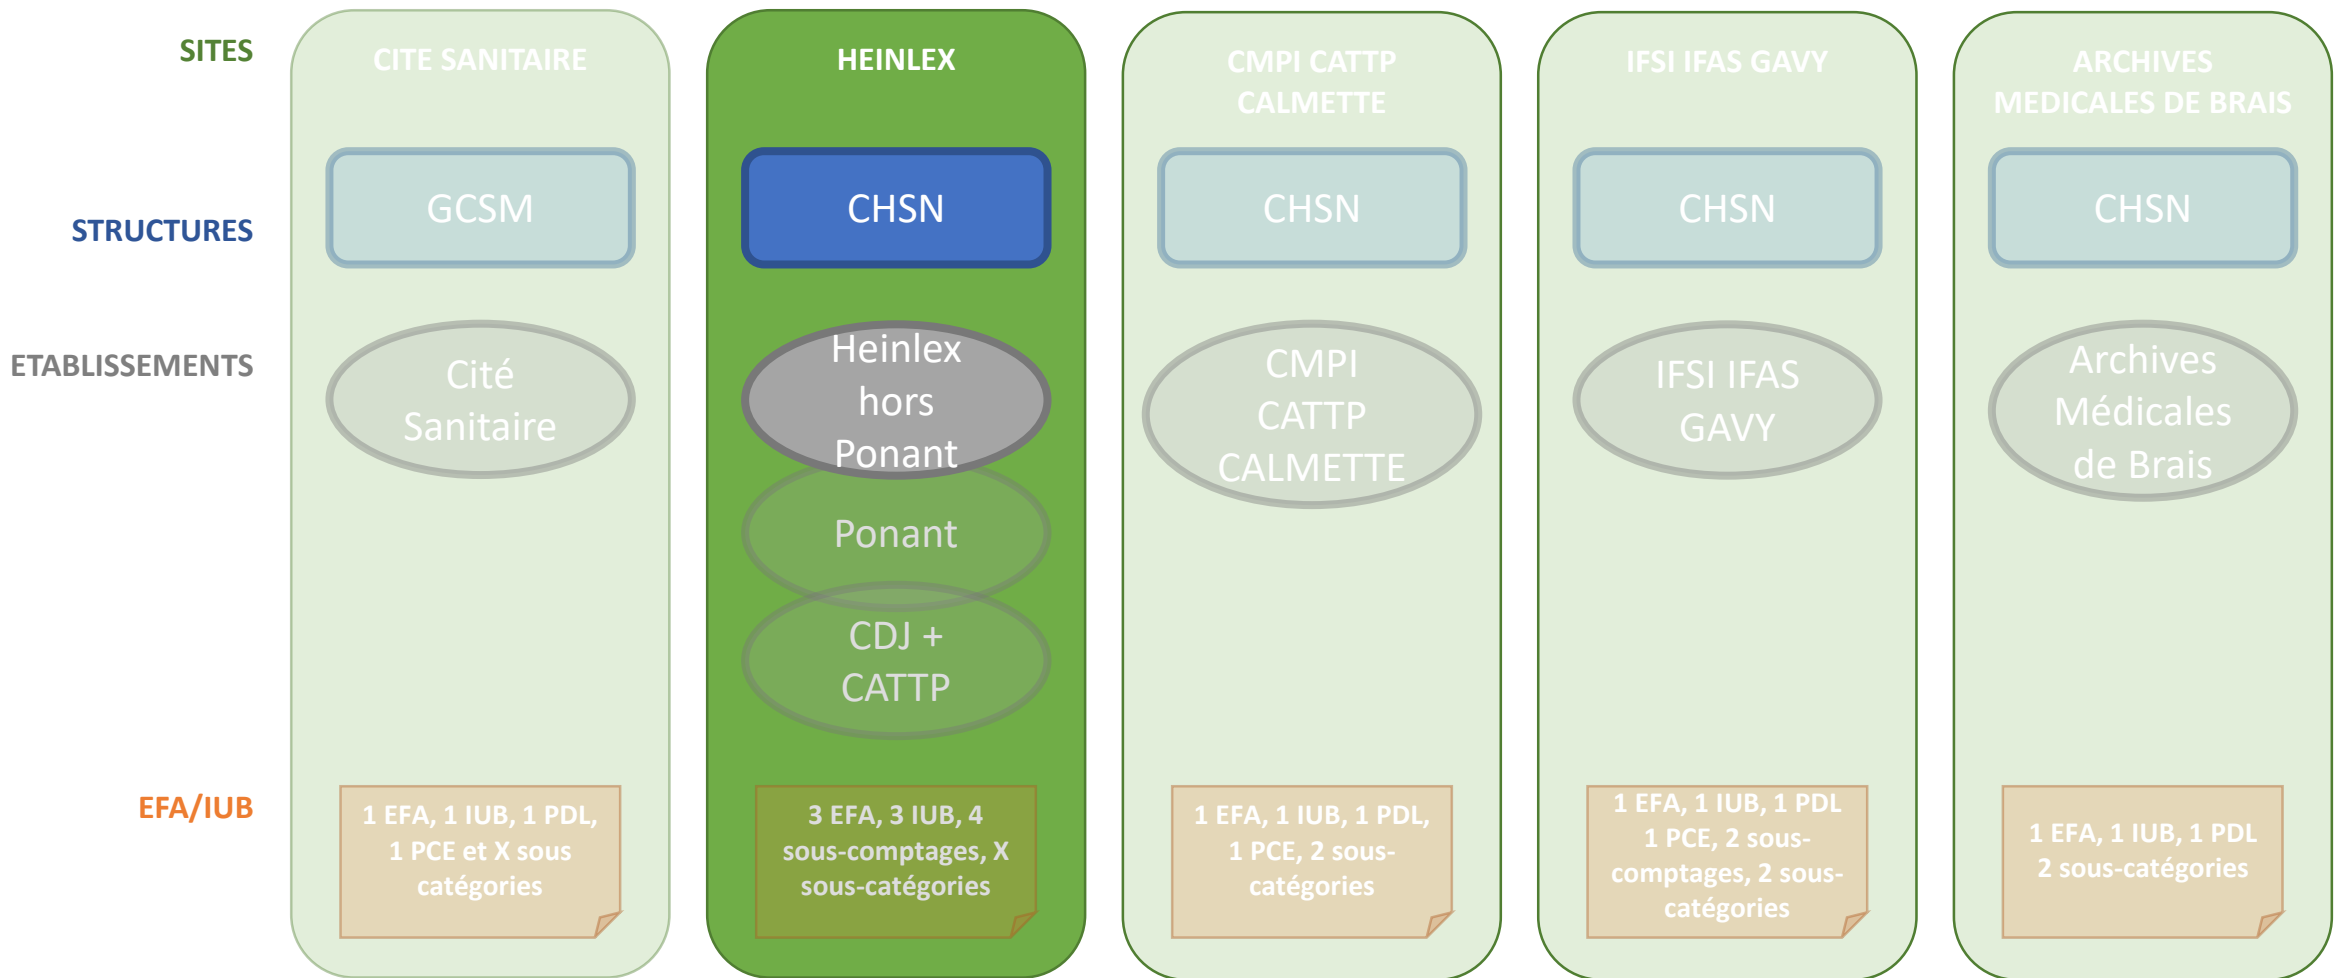 SITES
CITE SANITAIRE
HEINLEX
CMPI CATTP
CALMETTE
IFSI IFAS GAVY
ARCHIVES
MEDICALES DE BRAIS
STRUCTURES
GCSM
CHSN
CHSN
CHSN
CHSN
ETABLISSEMENTS
Cité
Sanitaire
Heinlex
hors
Ponant
Ponant
CDJ +
CATTP
CMPI
CATTP
CALMETTE
IFSI IFAS
GAVY
Archives
Médicales
de Brais
EFA/IUB
1 EFA, 1 IUB, 1 PDL,
1 PCE et X sous
catégories
3 EFA, 3 IUB, 4
sous-comptages, X
sous-catégories
1 EFA, 1 IUB, 1 PDL,
1 PCE, 2 sous-
catégories
1 EFA, 1 IUB, 1 PDL
1 PCE, 2 sous-
comptages, 2 sous-
catégories
1 EFA, 1 IUB, 1 PDL
2 sous-catégories